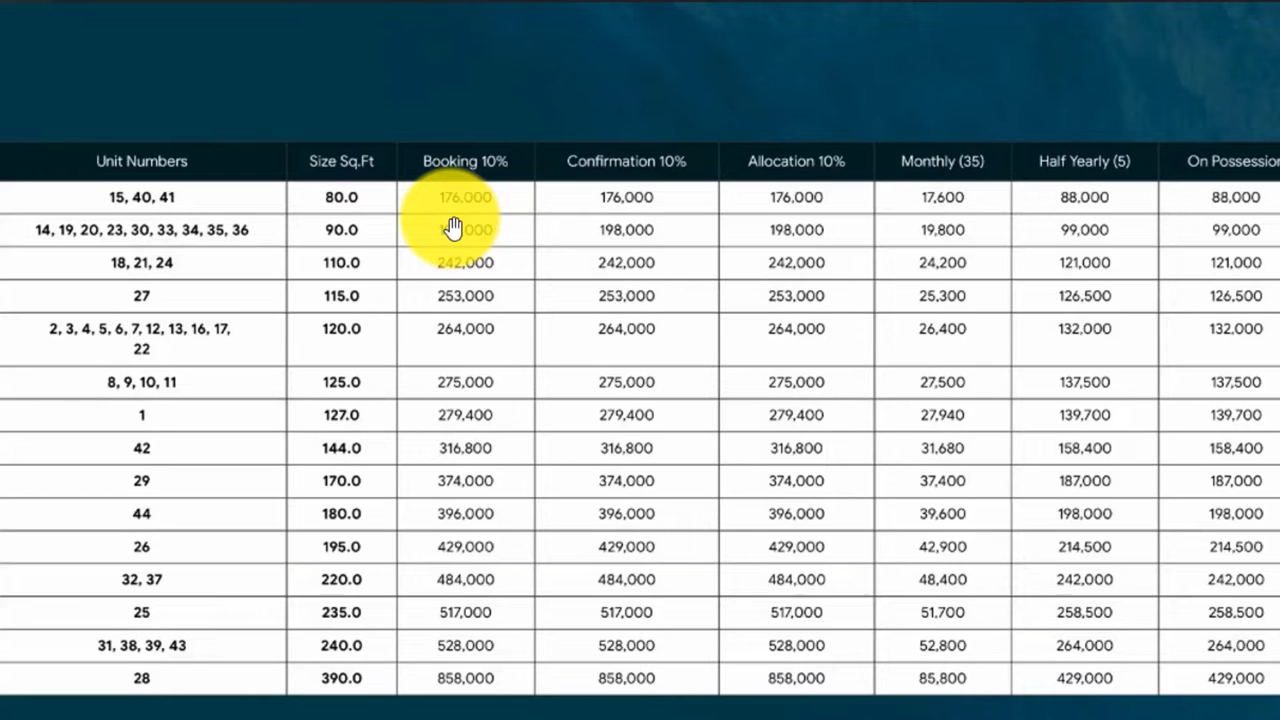 Unit Numbers Size Sq.Ft Booking 10% Confirmation 10% Allocation 10% Monthly (35) Half Yearly (5) On
15, 40, 41 80.0 176,000 176,000 176,000 17,600 88,000 88,000
14, 19, 20, 23, 30, 33, 34, 35, 36 90.0 198,000 198,000 19,800 99,000 99,000
18, 21, 24 110.0 242,000 242,000 242,000 24,200 121,000 121,000
27 115.0 253,000 253,000 253,000 25,300 126,500 126,500
2, 3, 4, 5, 6, 7, 12, 13, 16, 17, 120.0 264,000 264,000 264,000 26,400 132,000 132,000
22
8, 9, 10, 11 125.0 275,000 275,000 275,000 27,500 137,500 137,500
1 127.0 279,400 279,400 279,400 27,940 139,700 139,700
42 144.0 316,800 316,800 316,800 31,680 158,400 158,400
29 170.0 374,000 374,000 374,000 37,400 187,000 187,000
44 180.0 396,000 396,000 396,000 39,600 198,000 198,000
26 195.0 429,000 429,000 429,000 42,900 214,500 214,500
32, 37 220.0 484,000 484,000 484,000 48,400 242,000 242,000
25 235.0 517,000 517,000 517,000 51,700 258,500 258,500
31, 38, 39, 43 240.0 528,000 528,000 528,000 52,800 264,000 264,000
28 390.0 858,000 858,000 858,000 85,800 429,000 429,000